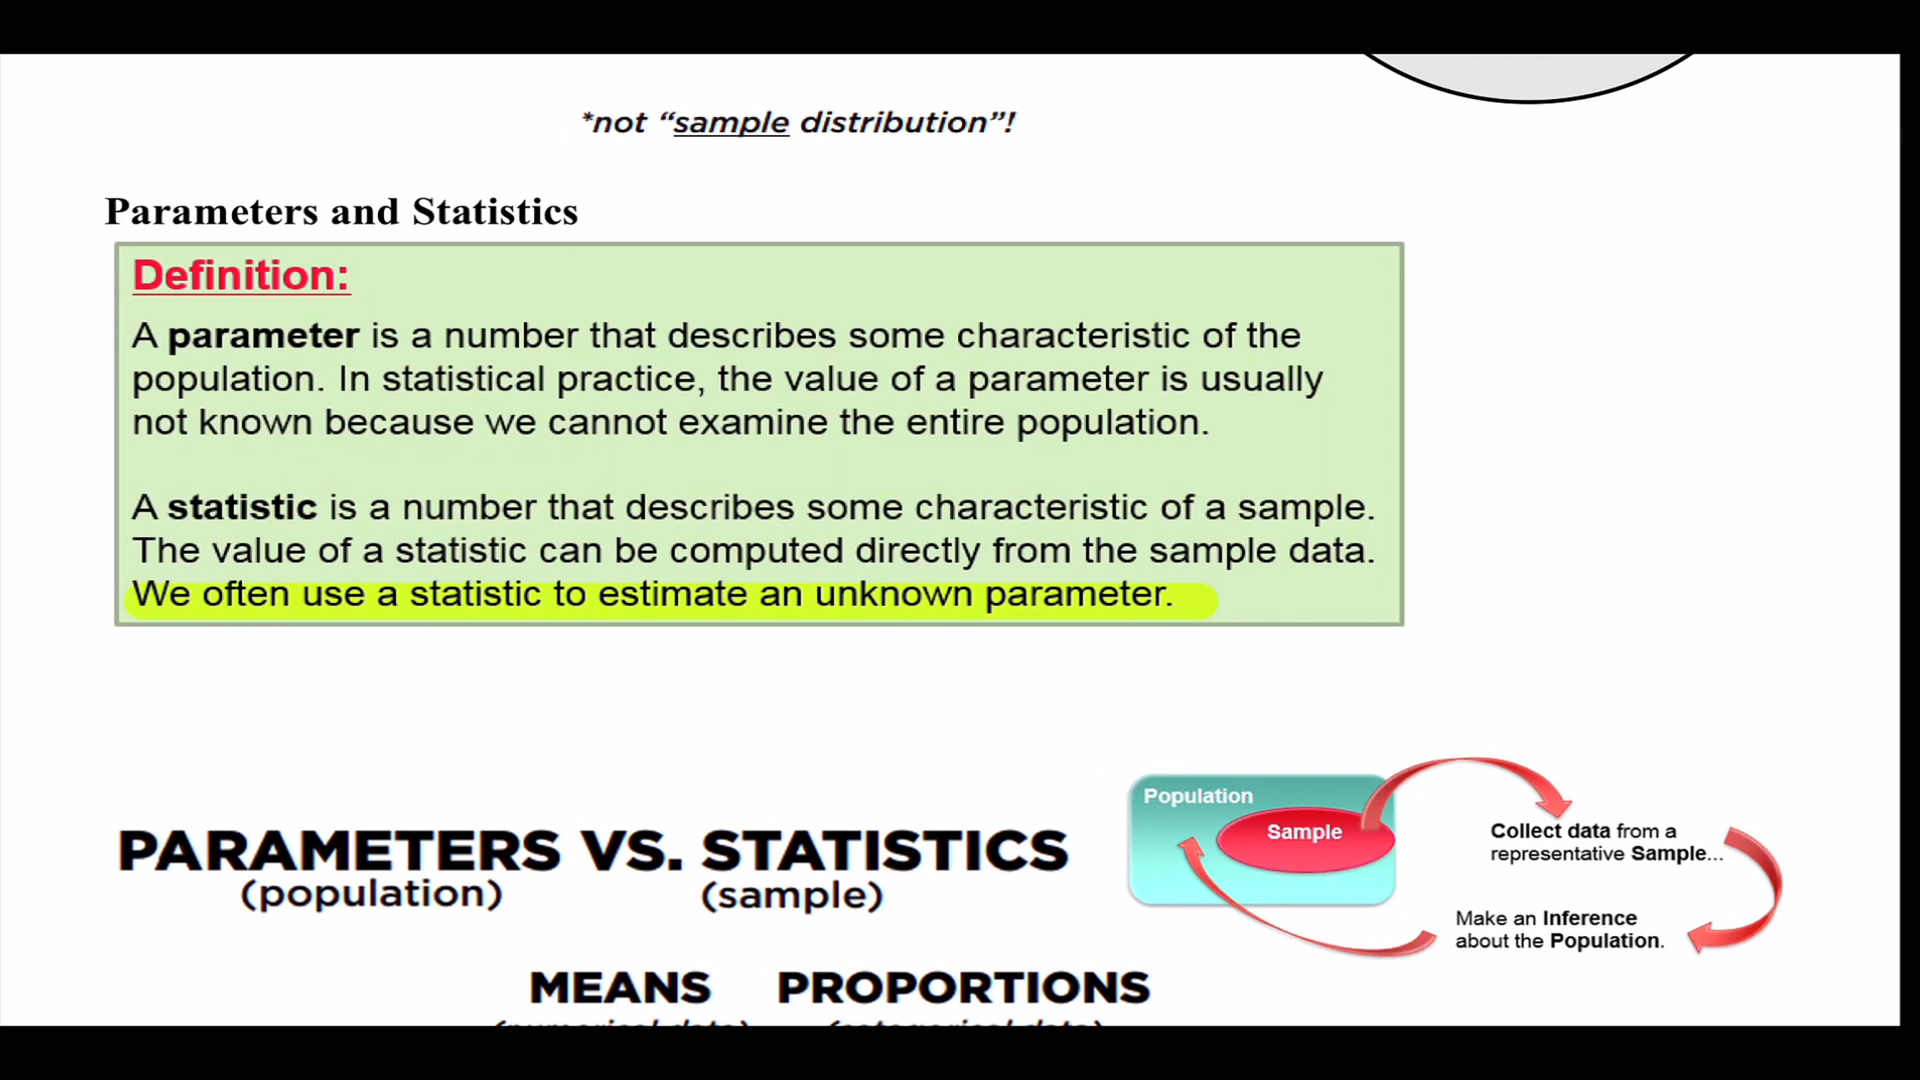 *not “sample distribution”!
Parameters and Statistics
Definition:
A parameter is a number that describes some characteristic of the
population. In statistical practice, the value of a parameter is usually
not known because we cannot examine the entire population.
A statistic is a number that describes some characteristic of a sample.
The value of a statistic can be computed directly from the sample data.
We often use a statistic to estimate an unknown parameter.
Population
Sample
Collect data from a
representative Sample...
Make an Inference
about the Population.
PARAMETERS VS. STATISTICS
(population) (sample)
MEANS PROPORTIONS
(numerical data) (categorical data)